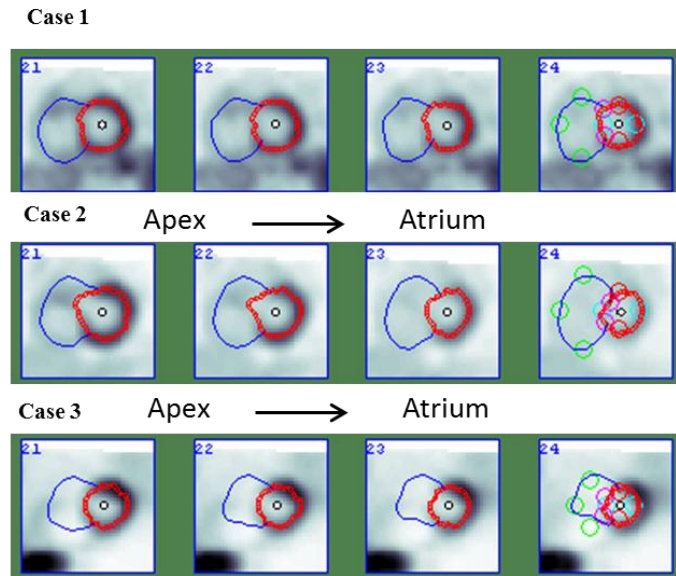 Case 1
21 22 23 24
Case 2 Apex Atrium
21 22 23 24
Case 3 Apex Atrium
21 22 23 24